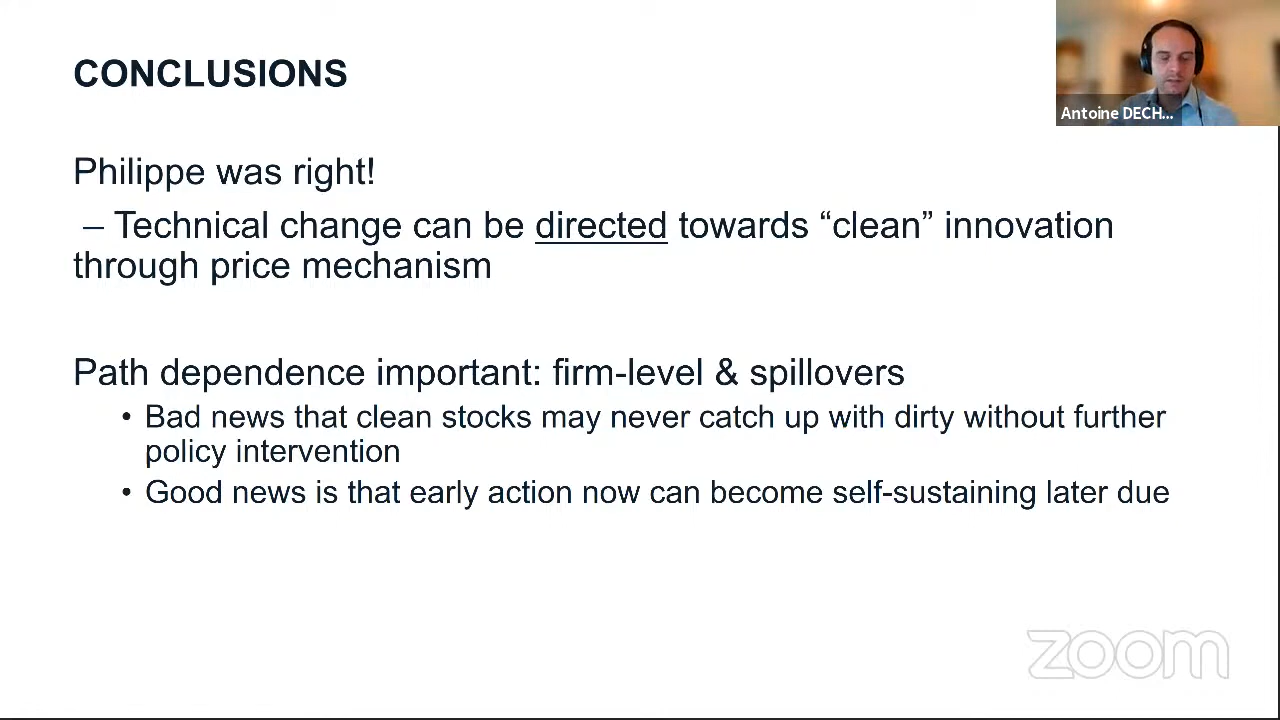 CONCLUSIONS
Antoine DECH...
Philippe was right!
– Technical change can be directed towards “clean” innovation
through price mechanism
Path dependence important: firm-level & spillovers
• Bad news that clean stocks may never catch up with dirty without further
policy intervention
• Good news is that early action now can become self-sustaining later due
zoom